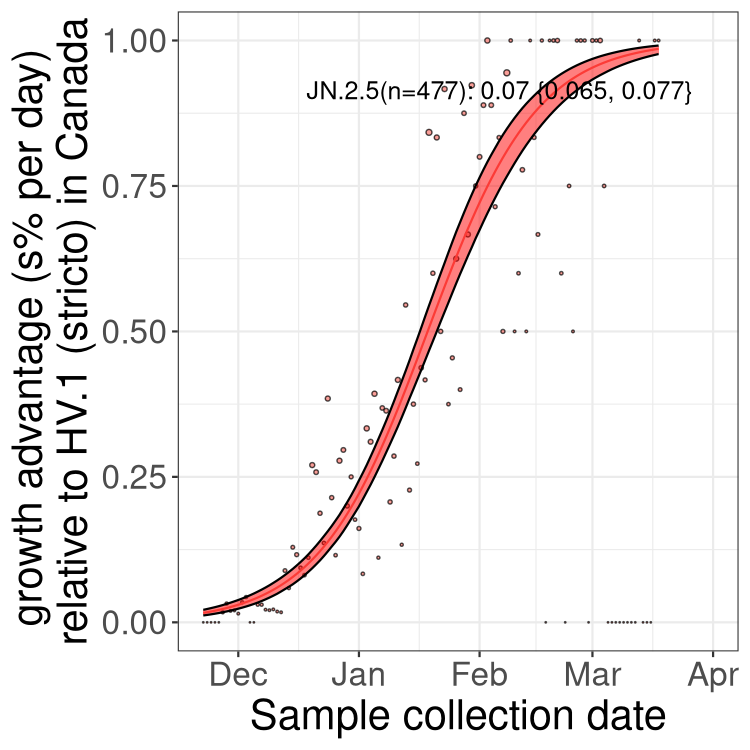 growth advantage (s% per day)
relative to HV.1 (stricto) in Canada
1.00
0.75
0.50
0.25
0.00
JN.2.5(n=477): 0.07 {0.065, 0.077}
Dec Jan Feb Mar Apr
Sample collection date